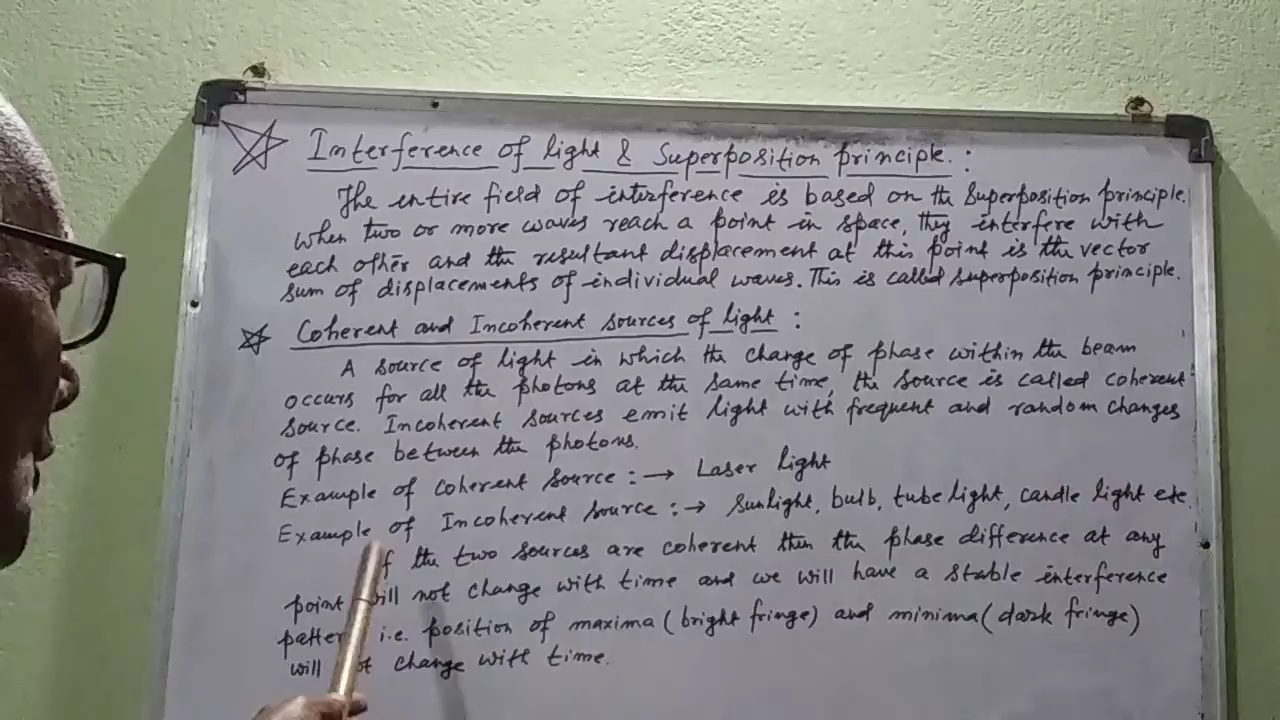 Interference of light & Superposition principle. :
The entire field of interference is based on the Superposition principle.
When two or more waves reach a point in space, they interfere with
each other and the resultant displacement at this point is the vector
sum of displacements of individual waves. This is called superposition principle.
Coherent and Incoherent sources of light :
A source of light in which the change of phase within the beam
occurs for all the photons at the same time, the source is called coherent
source. Incoherent sources emit light with frequent and random changes
of phase between the photons.
Example of Coherent source : → Laser light
Example of Incoherent source : → Sunlight, bulb, tube light, candle light etc
the two sources are coherent then the phase difference at any
point will not change with time and we will have a stable interference
pattern i.e. position of maxima (bright fringe) and minima (dark fringe)
will not change with time.